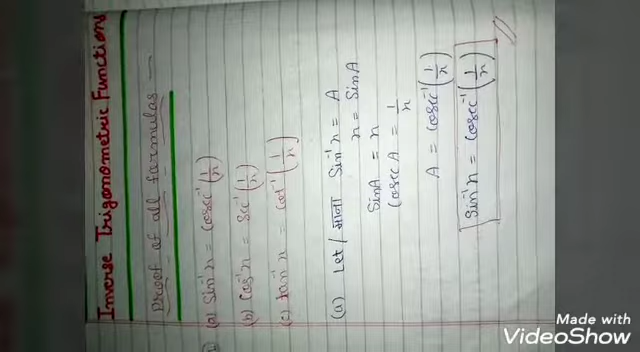 Inverse Trigonometric Functions
Proof of all formulas —
1) (a) sin⁻¹x = cosec⁻¹(1/x)
(b) cos⁻¹x = sec⁻¹(1/x)
(c) tan⁻¹x = cot⁻¹(1/x)
(a) Let/माना sin⁻¹x = A
x = sinA
sinA = x
cosecA = 1/x
A = cosec⁻¹(1/x)
sin⁻¹x = cosec⁻¹(1/x)
Made with
VideoShow